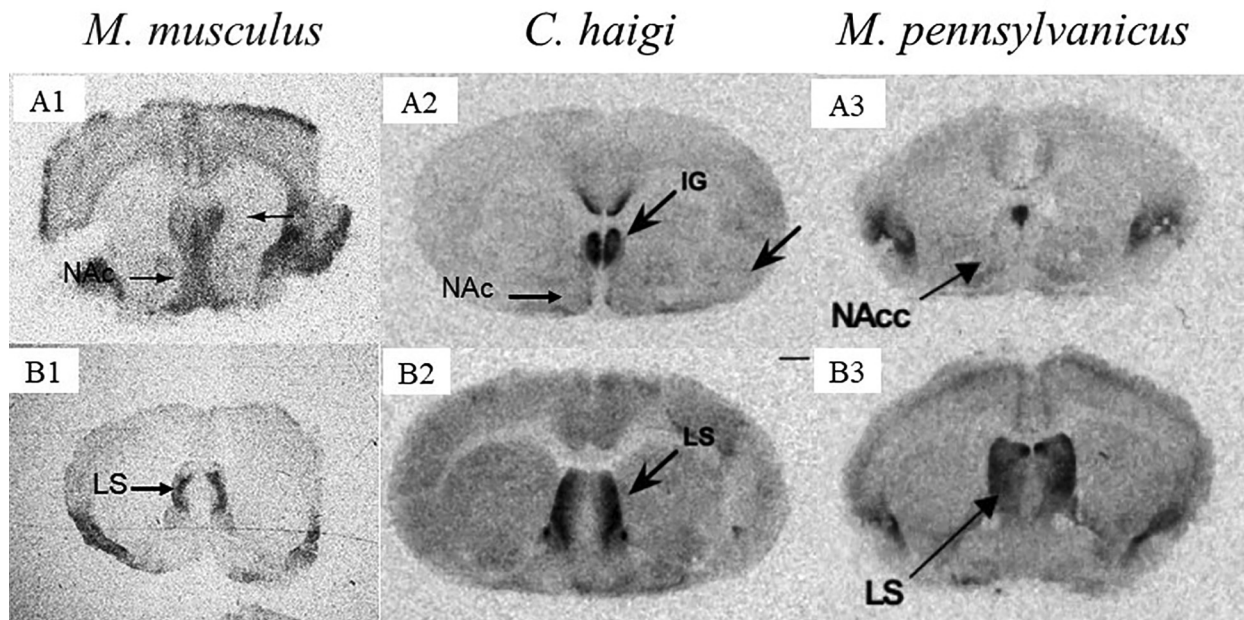 M. musculus
C. haigi
M. pennsylvanicus
A1
A2
A3
IG
NAc
NAc
NAcc
B1
B2
B3
LS
LS
LS